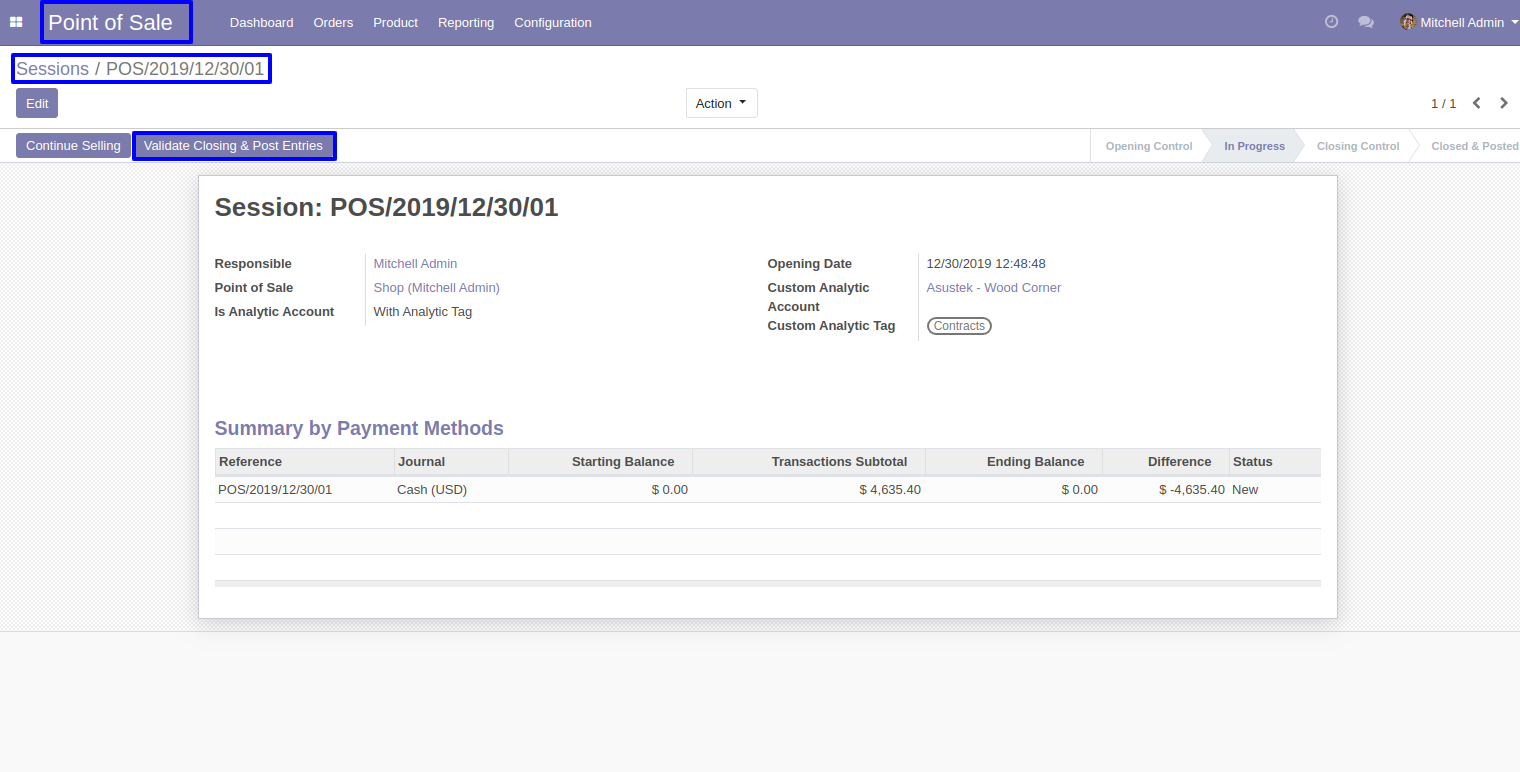 Point of Sale Dashboard Orders Product Reporting Configuration Mitchell Admin
Sessions / POS/2019/12/30/01
Edit Action 1 / 1
Continue Selling Validate Closing & Post Entries Opening Control In Progress Closing Control Closed & Posted
Session: POS/2019/12/30/01
Responsible Mitchell Admin Opening Date 12/30/2019 12:48:48
Point of Sale Shop (Mitchell Admin) Custom Analytic Account Asustek - Wood Corner
Is Analytic Account With Analytic Tag Custom Analytic Tag Contracts
Summary by Payment Methods
Reference Journal Starting Balance Transactions Subtotal Ending Balance Difference Status
POS/2019/12/30/01 Cash (USD) $ 0.00 $ 4,635.40 $ 0.00 $ -4,635.40 New